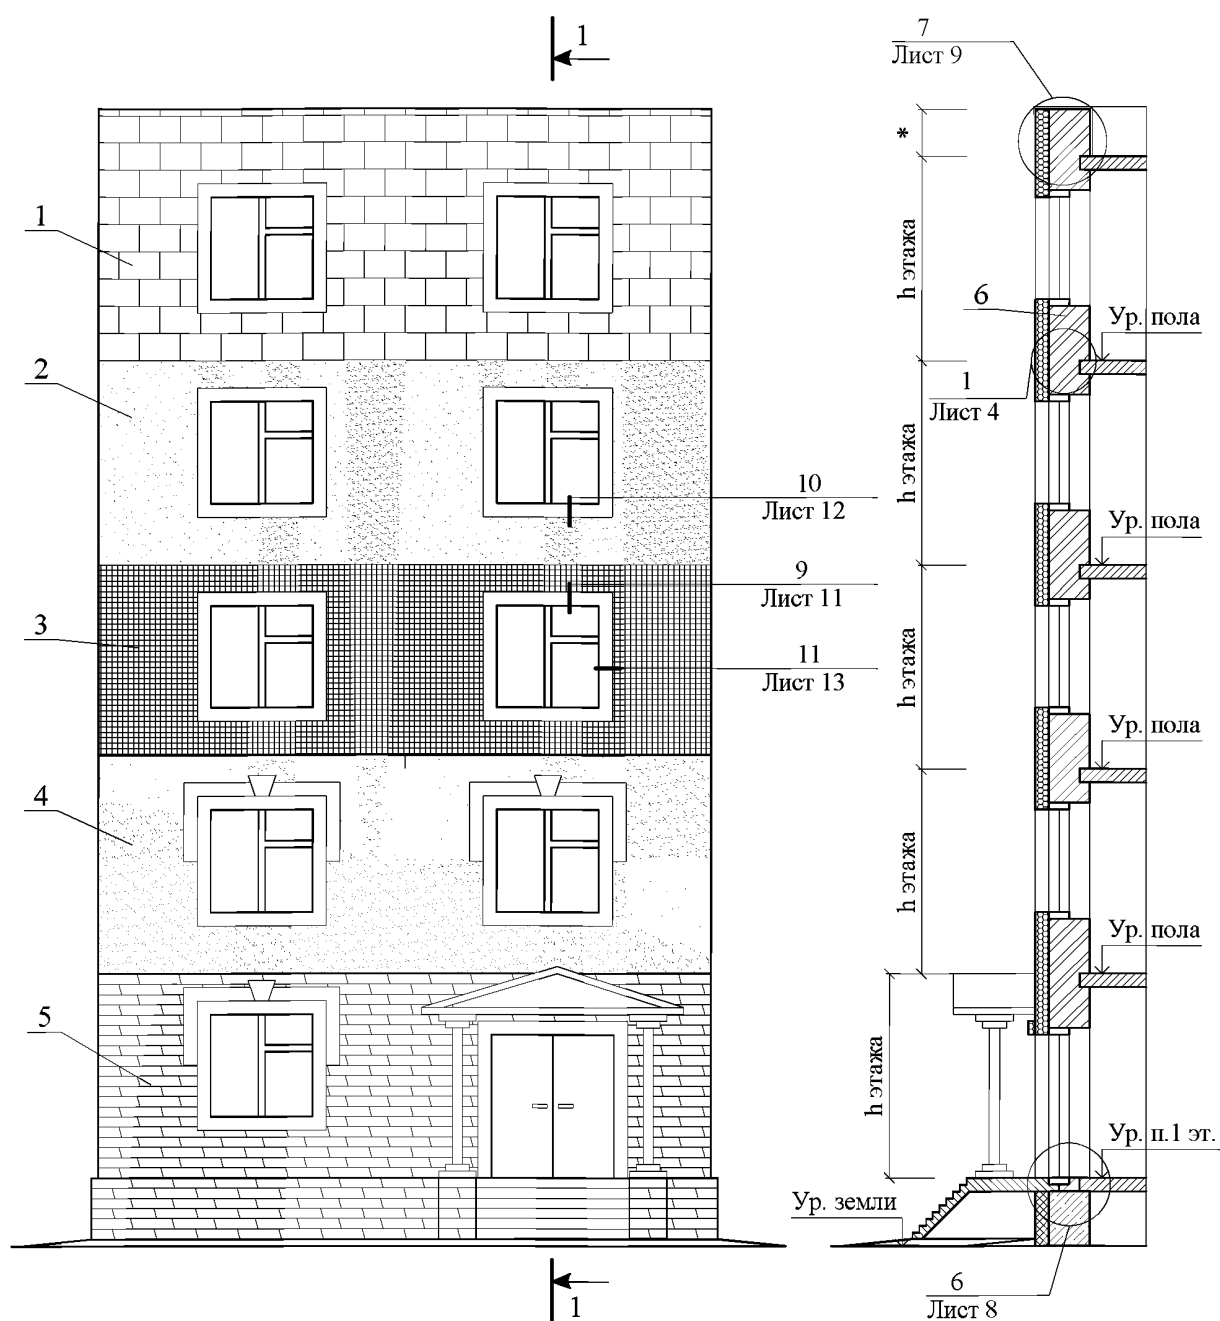 1
7
Лист 9
*
1
h этажа
6
Ур. пола
2
1
Лист 4
h этажа
10
Лист 12
Ур. пола
9
Лист 11
3
h этажа
11
Лист 13
Ур. пола
4
h этажа
Ур. пола
5
h этажа
Ур. п.1 эт.
Ур. земли
1
6
Лист 8